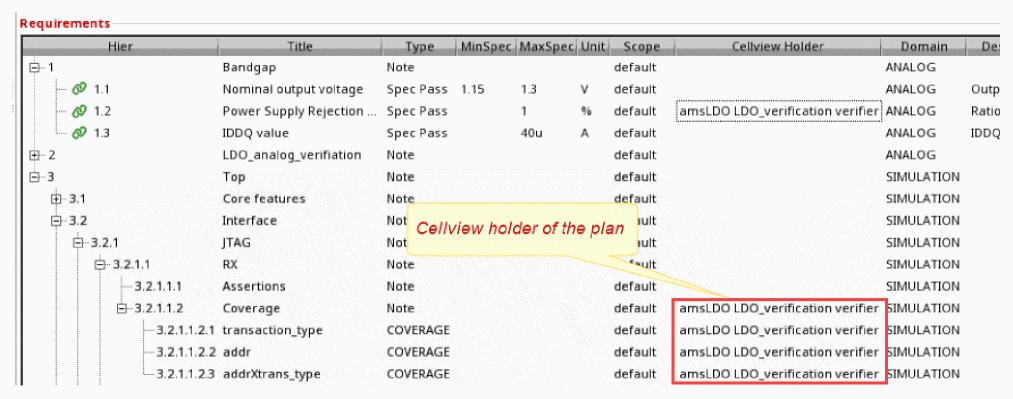 Requirements
Hier Title Type MinSpec MaxSpec Unit Scope Cellview Holder Domain De
1 Bandgap Note default ANALOG
1.1 Nominal output voltage Spec Pass 1.15 1.3 V default ANALOG Outp
1.2 Power Supply Rejection ... Spec Pass 1 % default amsLDO LDO_verification verifier ANALOG Ratio
1.3 IDDQ value Spec Pass 40u A default ANALOG IDDQ
2 LDO_analog_verifiation Note default ANALOG
3 Top Note default SIMULATION
3.1 Core features Note default SIMULATION
3.2 Interface Note default SIMULATION
Cellview holder of the plan
3.2.1 JTAG Not SIMULATION
3.2.1.1 RX Note ault SIMULATION
3.2.1.1.1 Assertions Note default SIMULATION
3.2.1.1.2 Coverage Note default amsLDO LDO_verification verifier SIMULATION
3.2.1.1.2.1 transaction_type COVERAGE default amsLDO LDO_verification verifier SIMULATION
3.2.1.1.2.2 addr COVERAGE default amsLDO LDO_verification verifier SIMULATION
3.2.1.1.2.3 addrXtrans_type COVERAGE default amsLDO LDO_verification verifier SIMULATION